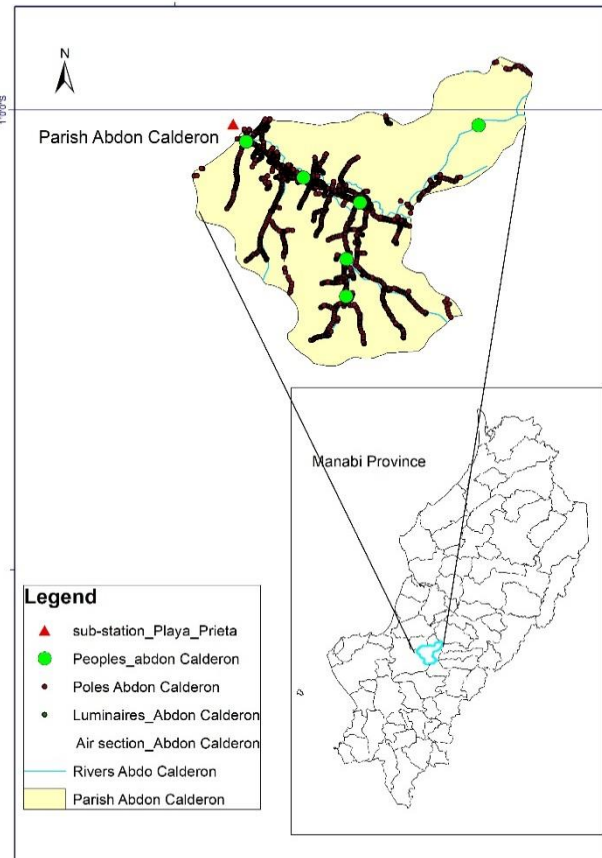 N
1°0'0"S
Parish Abdon Calderon
Manabi Province
Legend
sub-station_Playa_Prieta
Peoples_abdon Calderon
Poles Abdon Calderon
Luminaires_Abdon Calderon
Air section_Abdon Calderon
Rivers Abdo Calderon
Parish Abdon Calderon